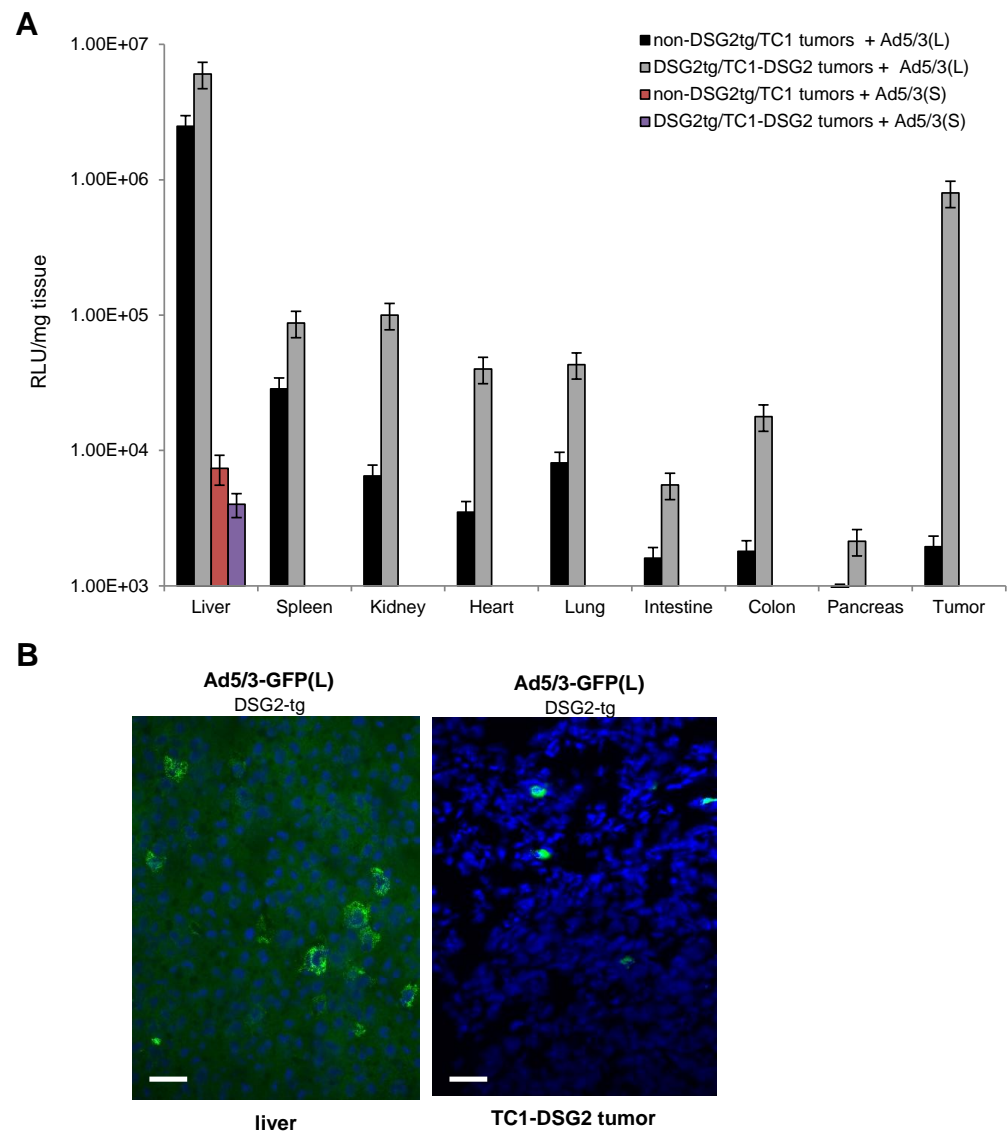 A
non-DSG2tg/TC1 tumors + Ad5/3(L)
DSG2tg/TC1-DSG2 tumors + Ad5/3(L)
non-DSG2tg/TC1 tumors + Ad5/3(S)
DSG2tg/TC1-DSG2 tumors + Ad5/3(S)
1.00E+07
1.00E+06
1.00E+05
1.00E+04
1.00E+03
RLU/mg tissue
Liver Spleen Kidney Heart Lung Intestine Colon Pancreas Tumor
B
Ad5/3-GFP(L)
DSG2-tg
liver
Ad5/3-GFP(L)
DSG2-tg
TC1-DSG2 tumor